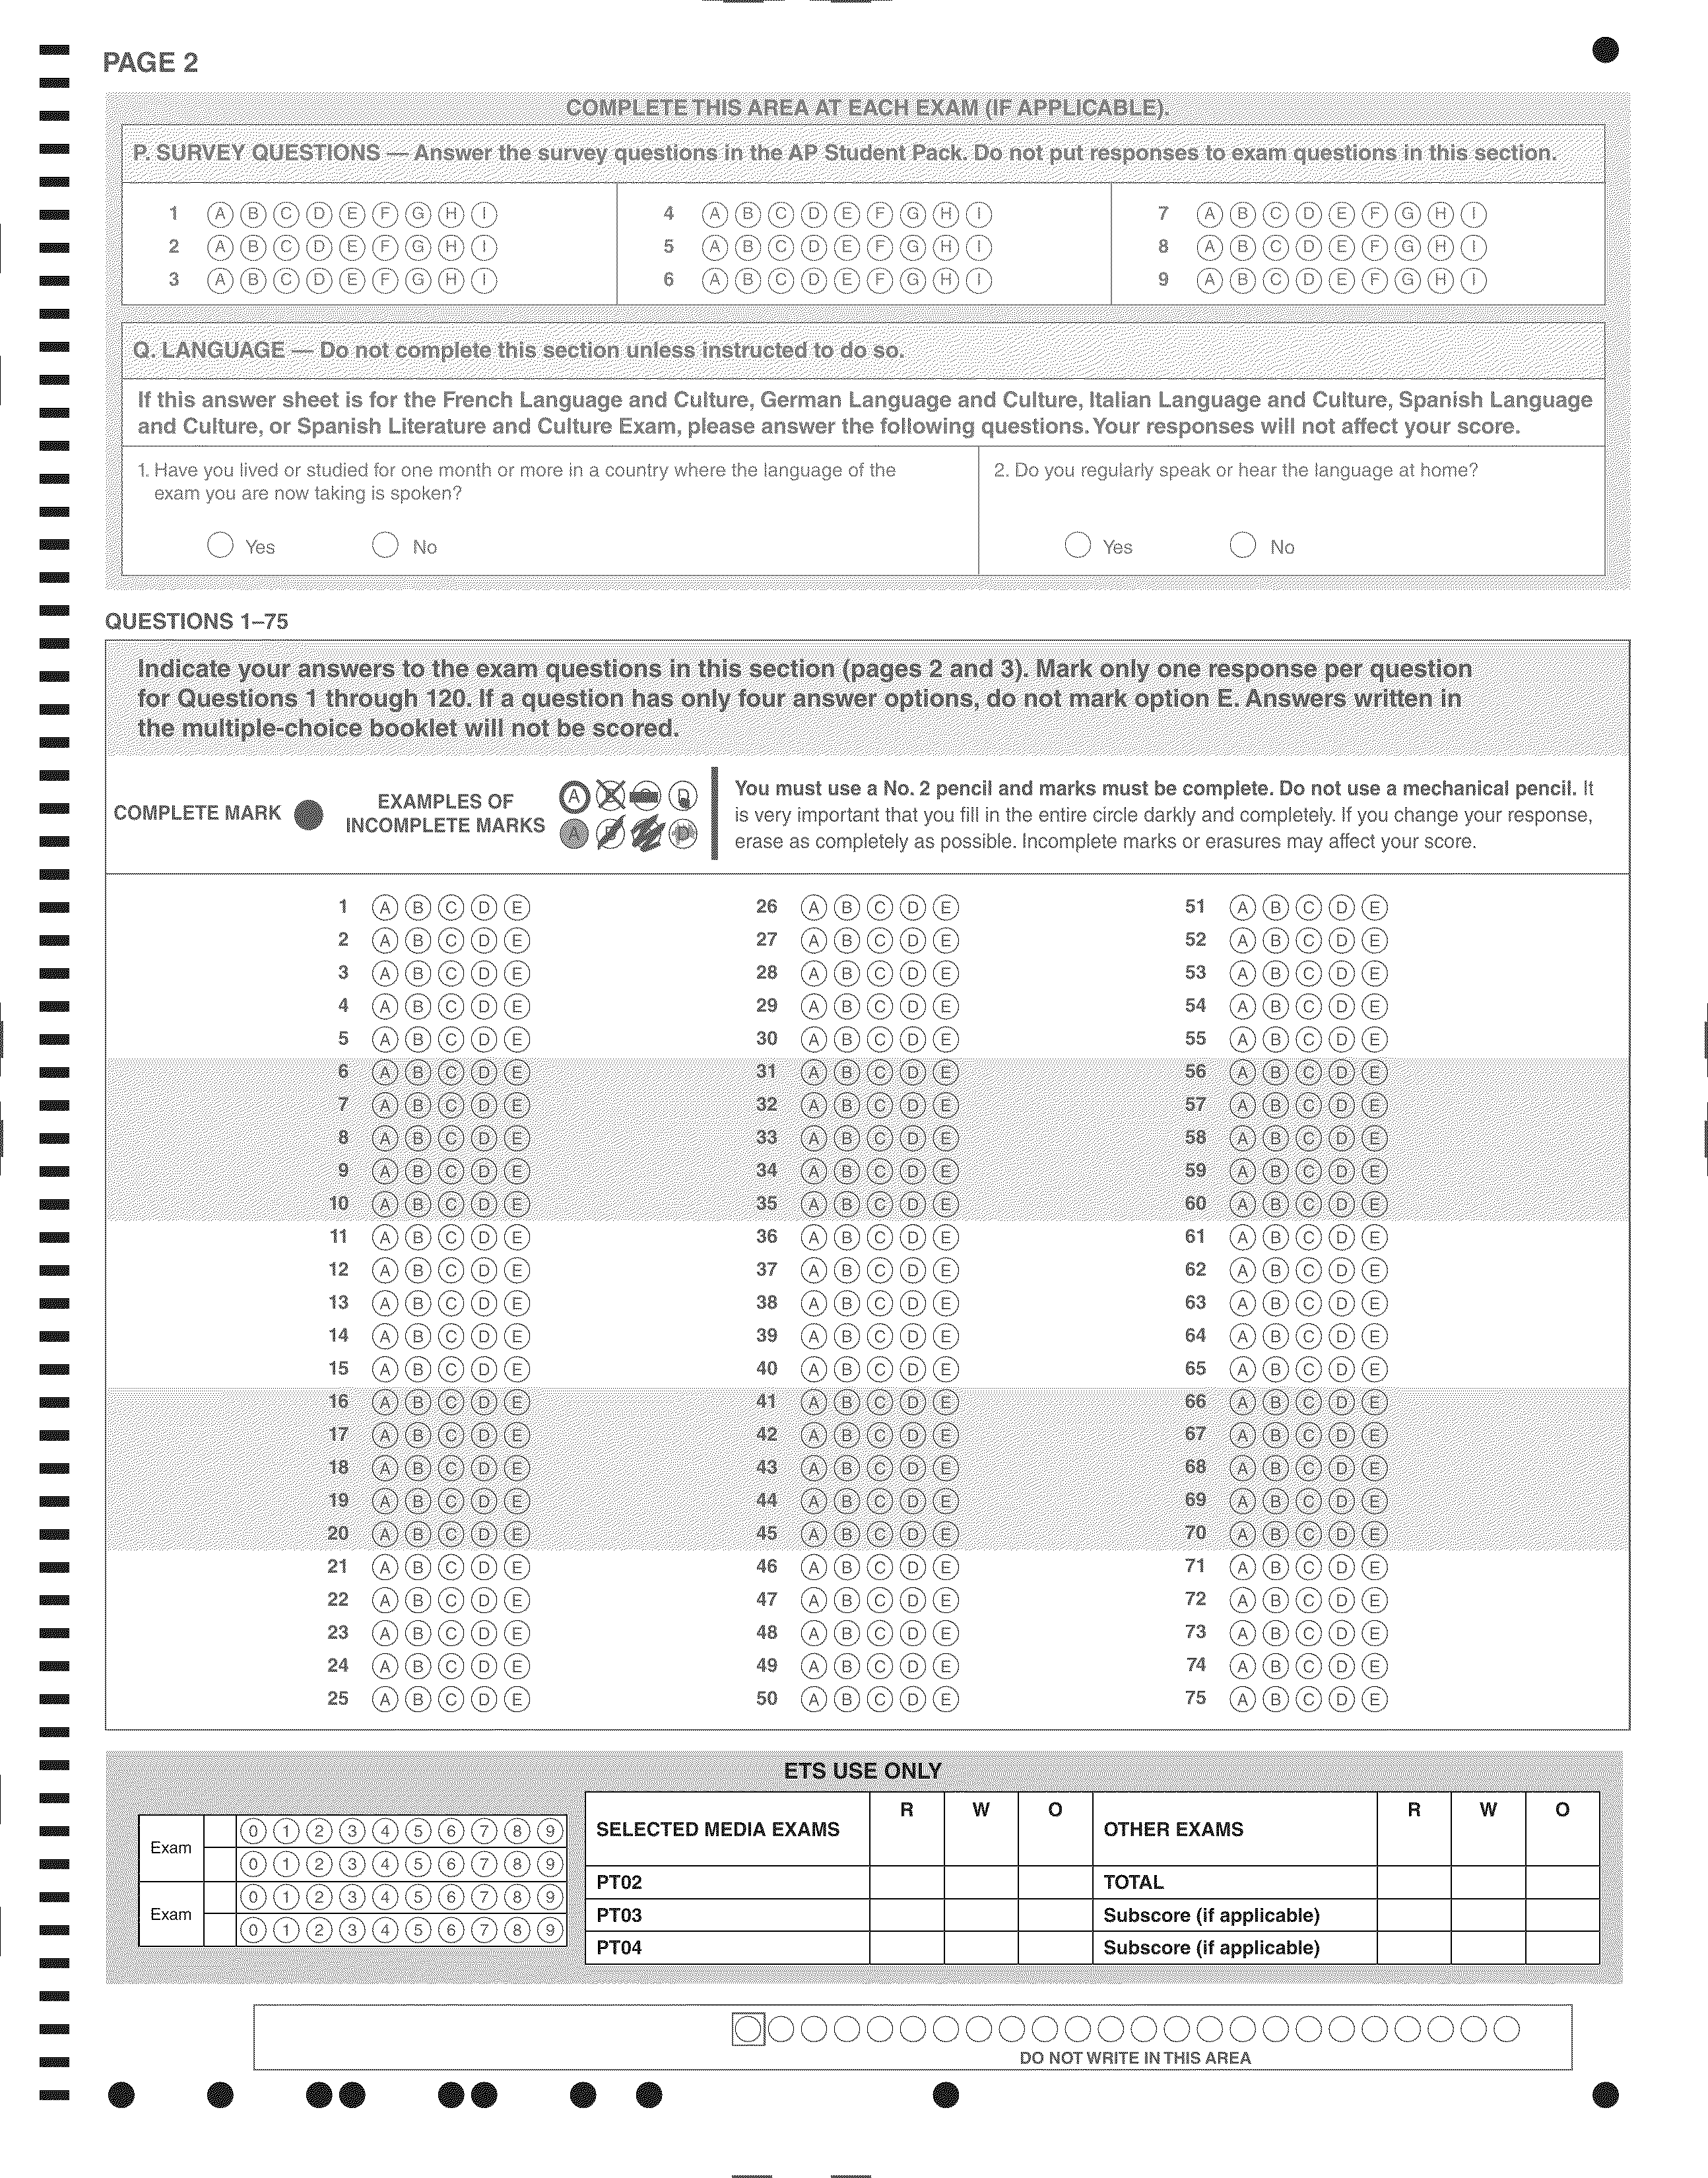 PAGE 2
COMPLETE THIS AREA AT EACH EXAM (IF APPLICABLE).
P. SURVEY QUESTIONS — Answer the survey questions in the AP Student Pack. Do not put responses to exam questions in this section.
1 A B C D E F G H I 4 A B C D E F G H I 7 A B C D E F G H I
2 A B C D E F G H I 5 A B C D E F G H I 8 A B C D E F G H I
3 A B C D E F G H I 6 A B C D E F G H I 9 A B C D E F G H I
Q. LANGUAGE — Do not complete this section unless instructed to do so.
If this answer sheet is for the French Language and Culture, German Language and Culture, Italian Language and Culture, Spanish Language
and Culture, or Spanish Literature and Culture Exam, please answer the following questions. Your responses will not affect your score.
1. Have you lived or studied for one month or more in a country where the language of the
exam you are now taking is spoken?
Yes No
2. Do you regularly speak or hear the language at home?
Yes No
QUESTIONS 1–75
Indicate your answers to the exam questions in this section (pages 2 and 3). Mark only one response per question
for Questions 1 through 120. If a question has only four answer options, do not mark option E. Answers written in
the multiple-choice booklet will not be scored.
COMPLETE MARK
EXAMPLES OF
INCOMPLETE MARKS
You must use a No. 2 pencil and marks must be complete. Do not use a mechanical pencil. It
is very important that you fill in the entire circle darkly and completely. If you change your response,
erase as completely as possible. Incomplete marks or erasures may affect your score.
1 A B C D E 26 A B C D E 51 A B C D E
2 A B C D E 27 A B C D E 52 A B C D E
3 A B C D E 28 A B C D E 53 A B C D E
4 A B C D E 29 A B C D E 54 A B C D E
5 A B C D E 30 A B C D E 55 A B C D E
6 A B C D E 31 A B C D E 56 A B C D E
7 A B C D E 32 A B C D E 57 A B C D E
8 A B C D E 33 A B C D E 58 A B C D E
9 A B C D E 34 A B C D E 59 A B C D E
10 A B C D E 35 A B C D E 60 A B C D E
11 A B C D E 36 A B C D E 61 A B C D E
12 A B C D E 37 A B C D E 62 A B C D E
13 A B C D E 38 A B C D E 63 A B C D E
14 A B C D E 39 A B C D E 64 A B C D E
15 A B C D E 40 A B C D E 65 A B C D E
16 A B C D E 41 A B C D E 66 A B C D E
17 A B C D E 42 A B C D E 67 A B C D E
18 A B C D E 43 A B C D E 68 A B C D E
19 A B C D E 44 A B C D E 69 A B C D E
20 A B C D E 45 A B C D E 70 A B C D E
21 A B C D E 46 A B C D E 71 A B C D E
22 A B C D E 47 A B C D E 72 A B C D E
23 A B C D E 48 A B C D E 73 A B C D E
24 A B C D E 49 A B C D E 74 A B C D E
25 A B C D E 50 A B C D E 75 A B C D E
ETS USE ONLY
Exam 0 1 2 3 4 5 6 7 8 9
0 1 2 3 4 5 6 7 8 9
Exam 0 1 2 3 4 5 6 7 8 9
0 1 2 3 4 5 6 7 8 9
SELECTED MEDIA EXAMS R W O OTHER EXAMS R W O
PT02 TOTAL
PT03 Subscore (if applicable)
PT04 Subscore (if applicable)
DO NOT WRITE IN THIS AREA